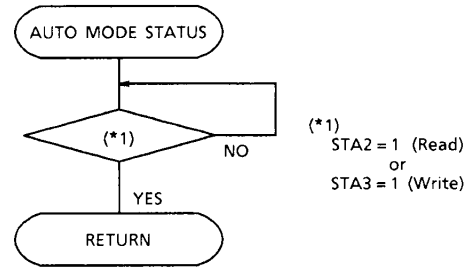 AUTO MODE STATUS
(*1)
NO
YES
RETURN
(*1)
STA2 = 1 (Read)
or
STA3 = 1 (Write)